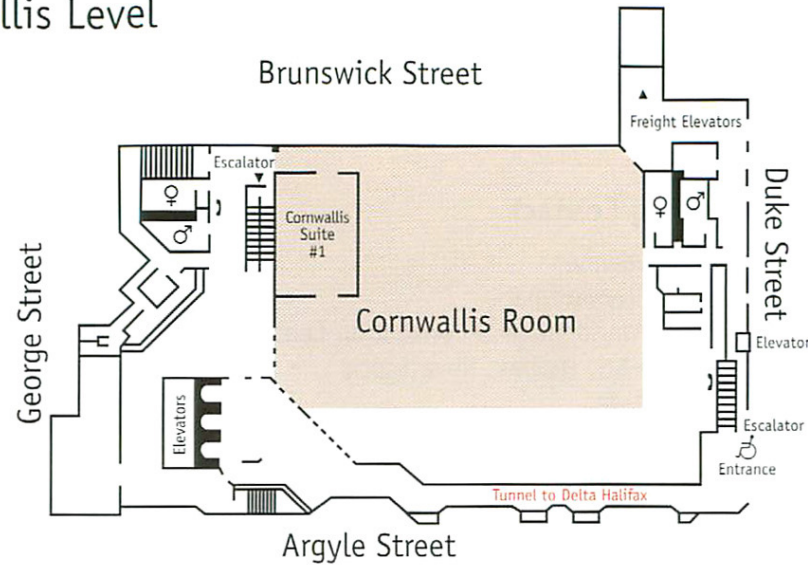 llis Level
Brunswick Street
Freight Elevators
Escalator
Cornwallis
Suite
#1
Duke Street
George Street
Cornwallis Room
Elevator
Elevators
Escalator
Entrance
Tunnel to Delta Halifax
Argyle Street